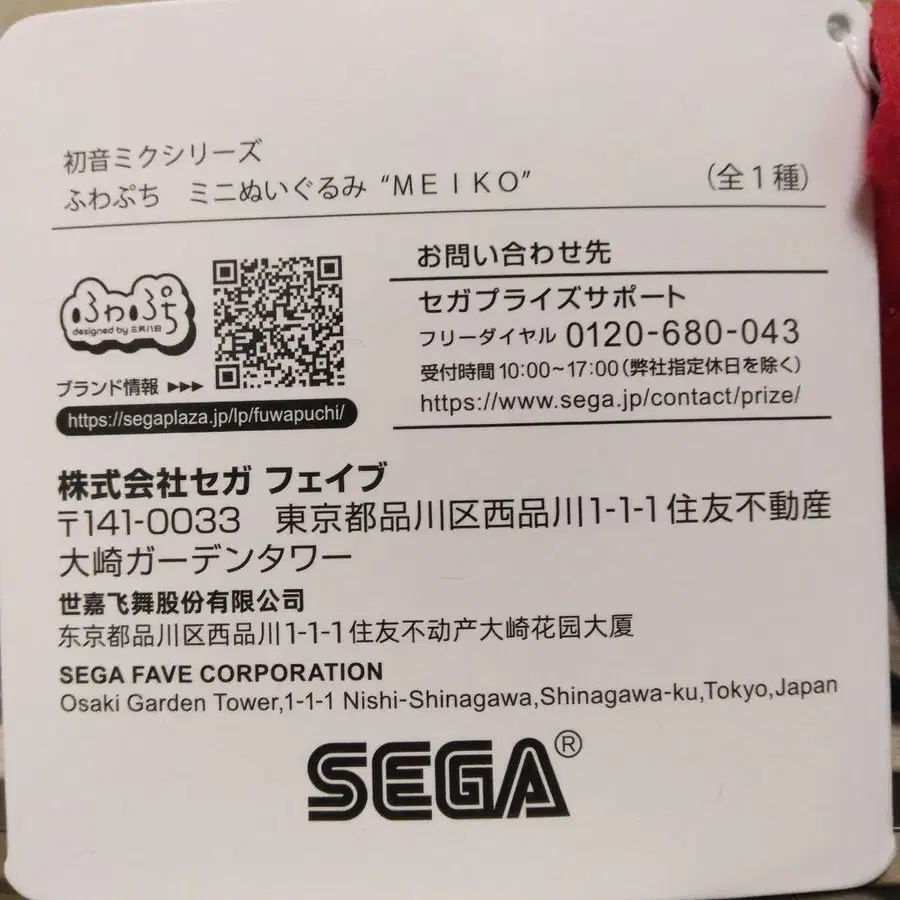 初音ミクシリーズ
ふわぷち ミニぬいぐるみ “MEIKO”
（全1種）
ふわぷち
designed by 三月八日
ブランド情報 ▶▶▶
https://segaplaza.jp/lp/fuwapuchi/
お問い合わせ先
セガプライズサポート
フリーダイヤル 0120-680-043
受付時間 10:00~17:00(弊社指定休日を除く)
https://www.sega.jp/contact/prize/
株式会社セガ フェイブ
〒141-0033 東京都品川区西品川1-1-1 住友不動産
大崎ガーデンタワー
世嘉飞舞股份有限公司
东京都品川区西品川1-1-1住友不动产大崎花园大厦
SEGA FAVE CORPORATION
Osaki Garden Tower,1-1-1 Nishi-Shinagawa,Shinagawa-ku,Tokyo,Japan
SEGA®